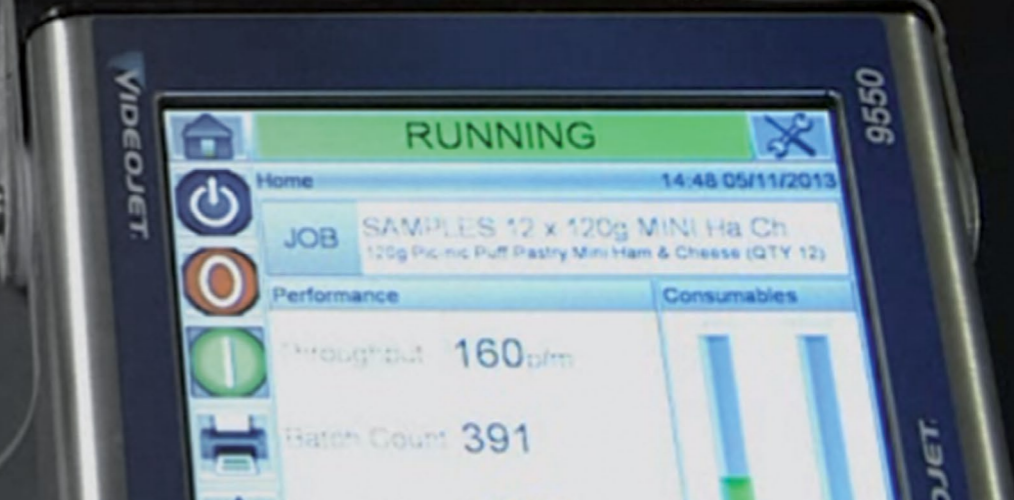 VIDEOJET.
9550
RUNNING
Home
14:48 05/11/2013
JOB
SAMPLES 12 x 120g MINI Ha Ch
120g Pic-nic Puff Pastry Mini Ham & Cheese (QTY 12)
Performance
Consumables
Throughput 160p/m
Batch Count 391
JET.